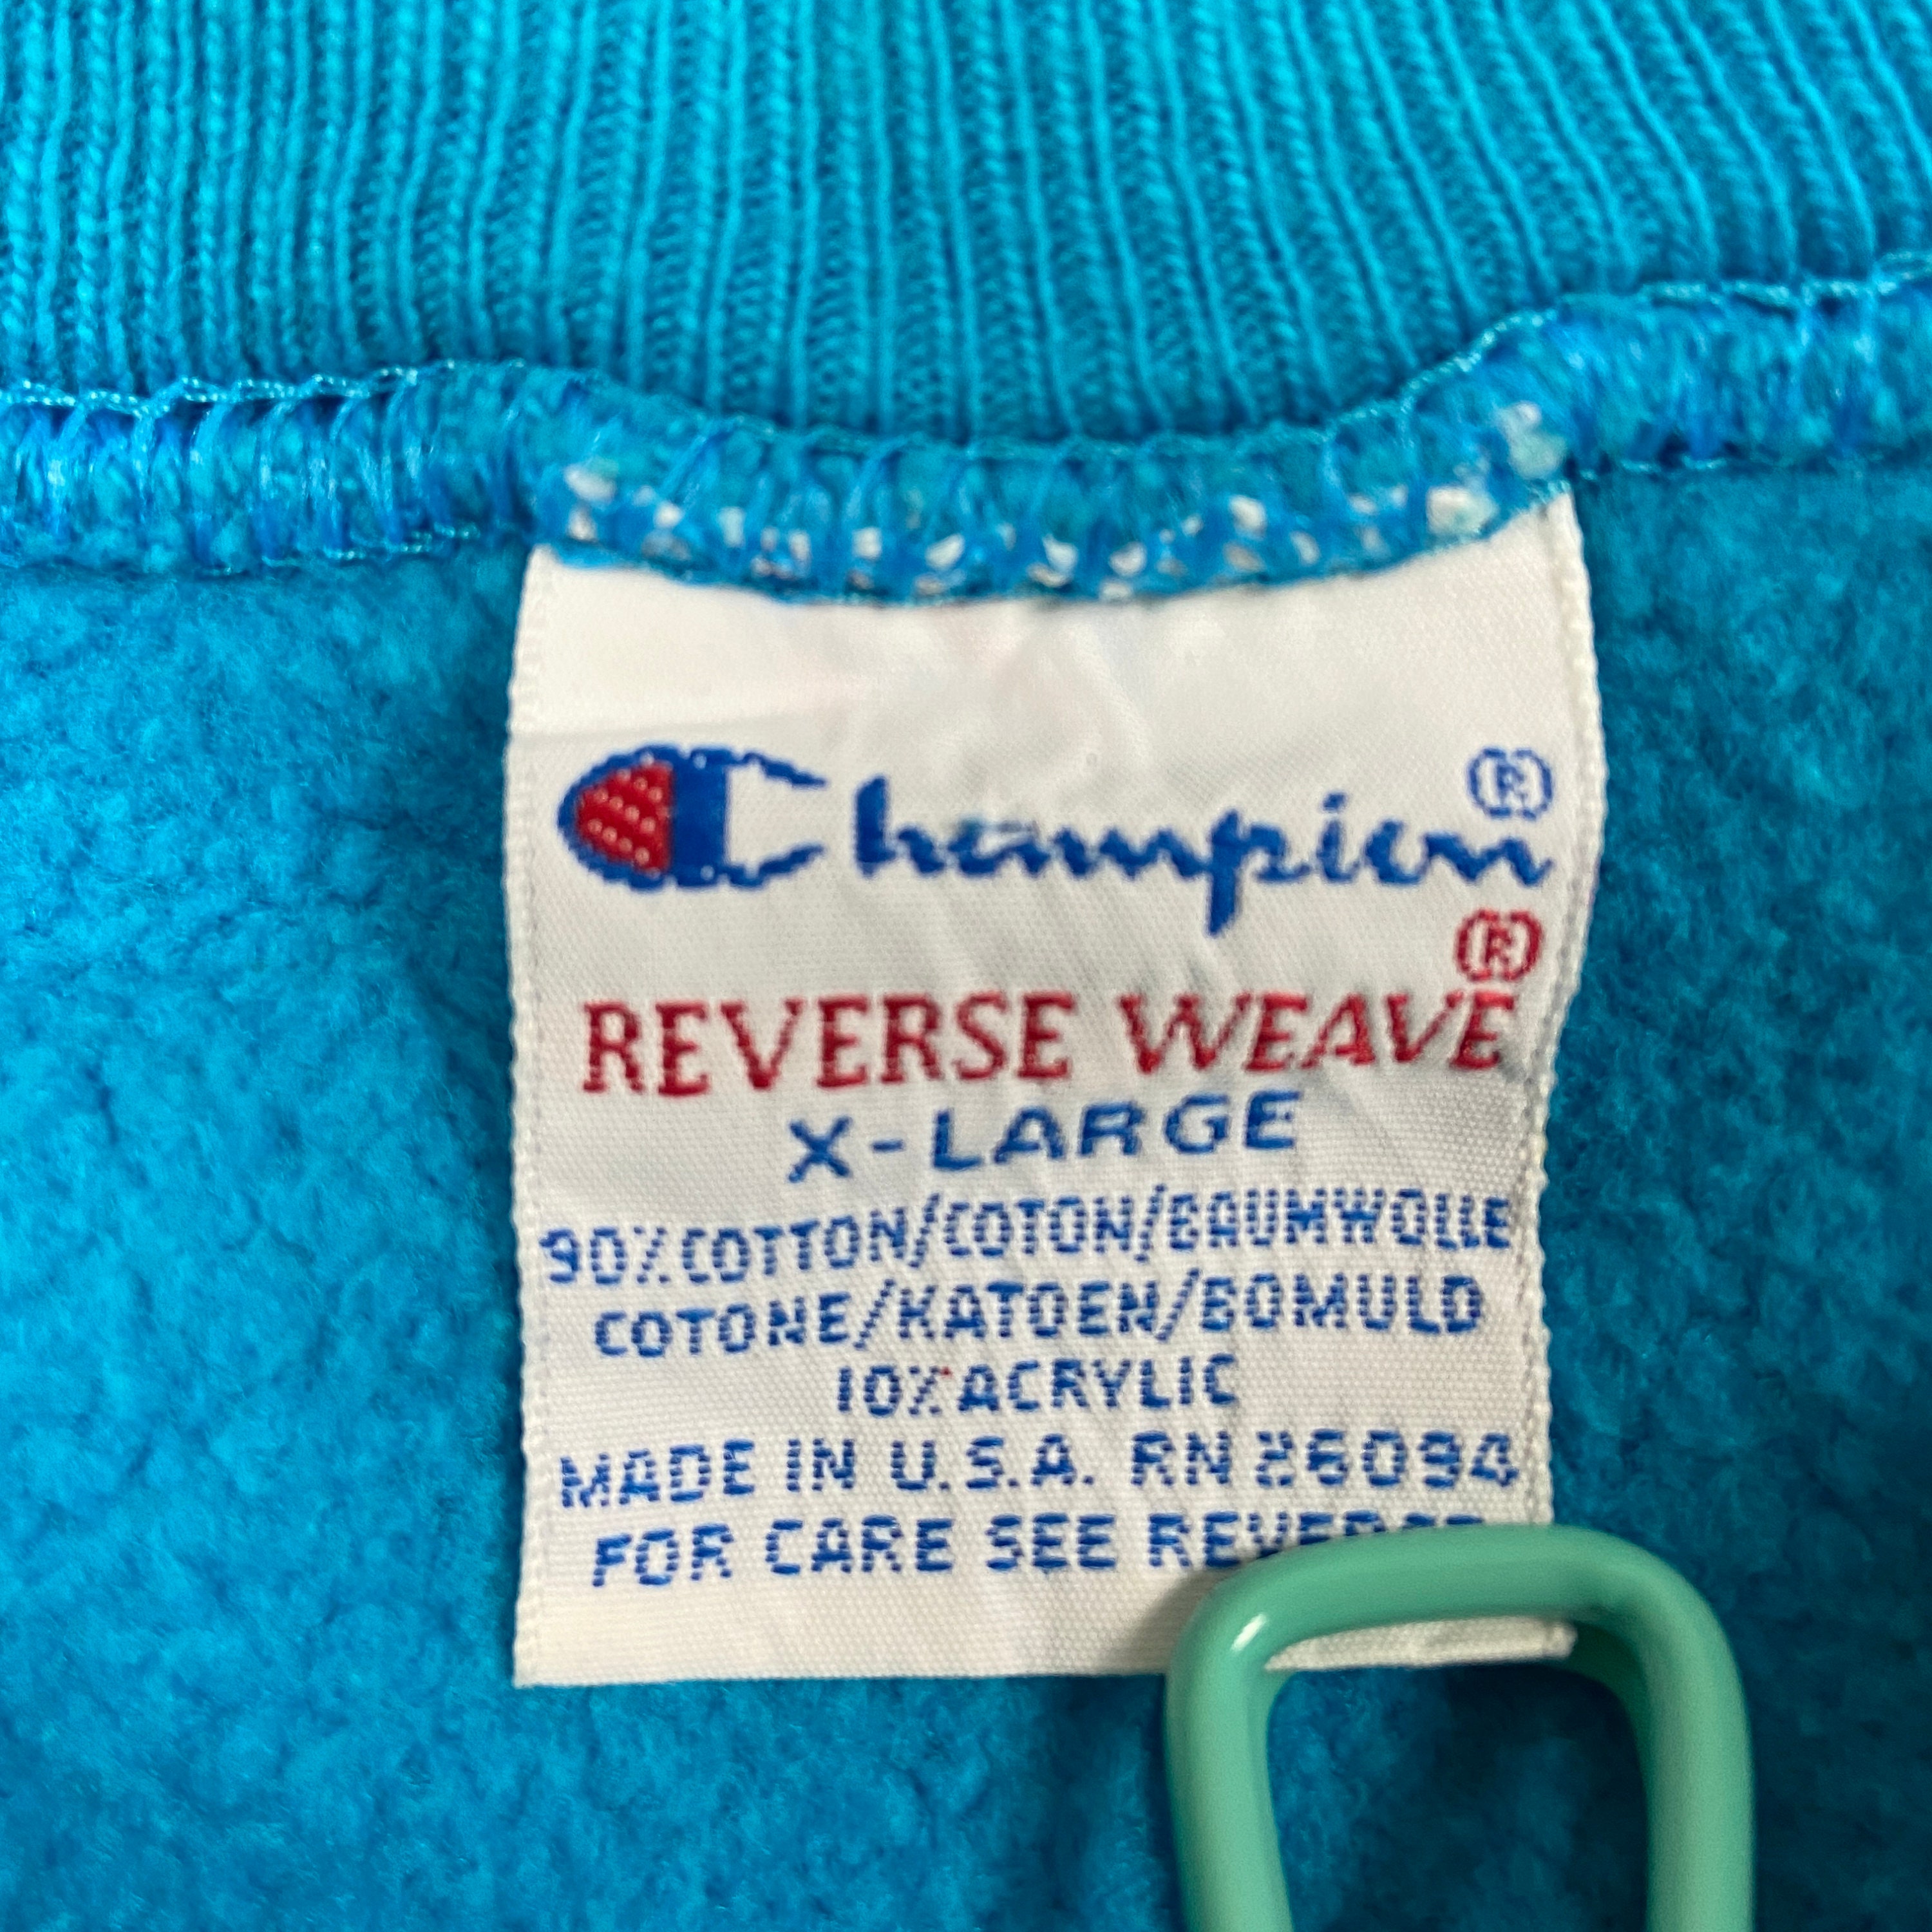 Champion®
REVERSE WEAVE®
X-LARGE
90% COTTON/COTON/BAUMWOLLE
COTONE/KATOEN/BOMULD
10% ACRYLIC
MADE IN U.S.A. RN 26094
FOR CARE SEE REVERSE